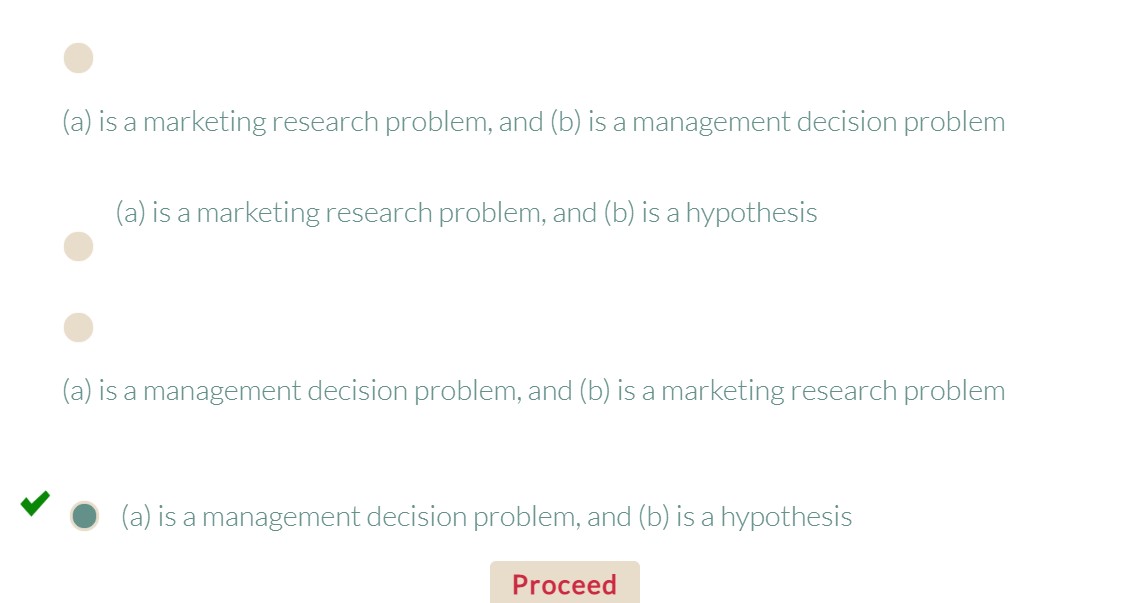 (a) is a marketing research problem, and (b) is a management decision problem
(a) is a marketing research problem, and (b) is a hypothesis
(a) is a management decision problem, and (b) is a marketing research problem
(a) is a management decision problem, and (b) is a hypothesis
Proceed